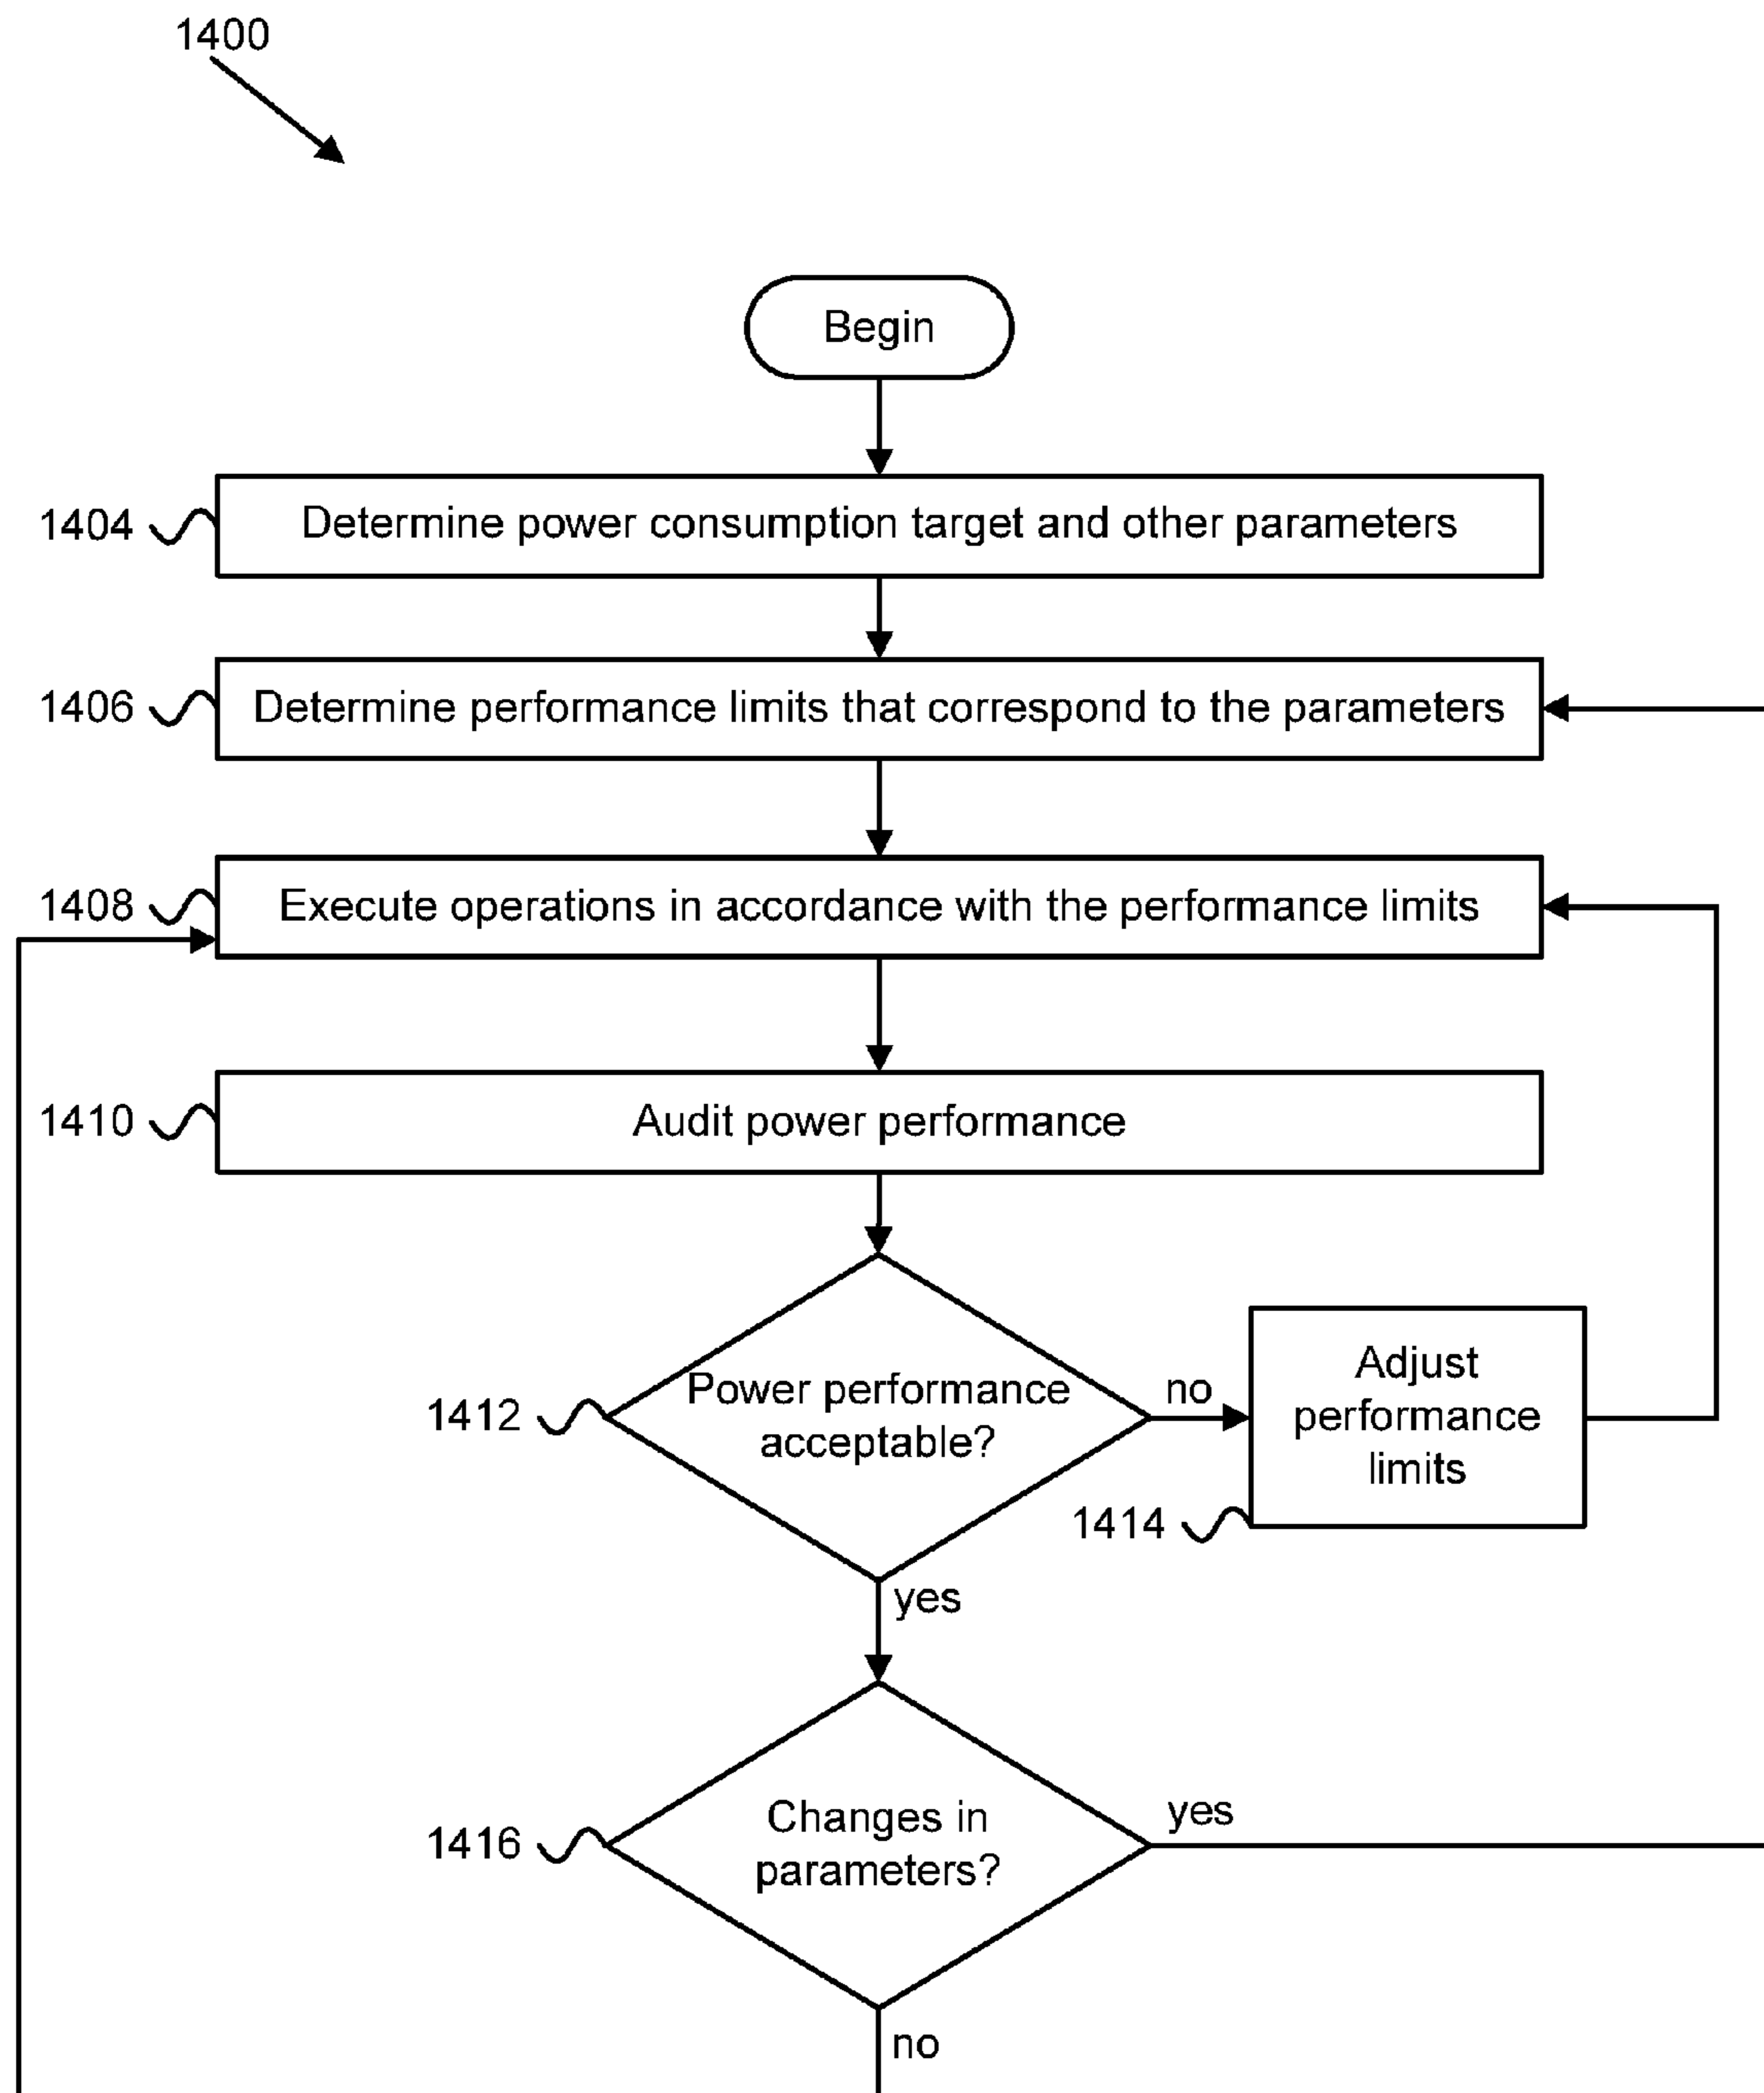 1400
Begin
1404
Determine power consumption target and other parameters
1406
Determine performance limits that correspond to the parameters
1408
Execute operations in accordance with the performance limits
1410
Audit power performance
1412
Power performance
acceptable?
no
Adjust
performance
limits
1414
yes
1416
Changes in
parameters?
yes
no